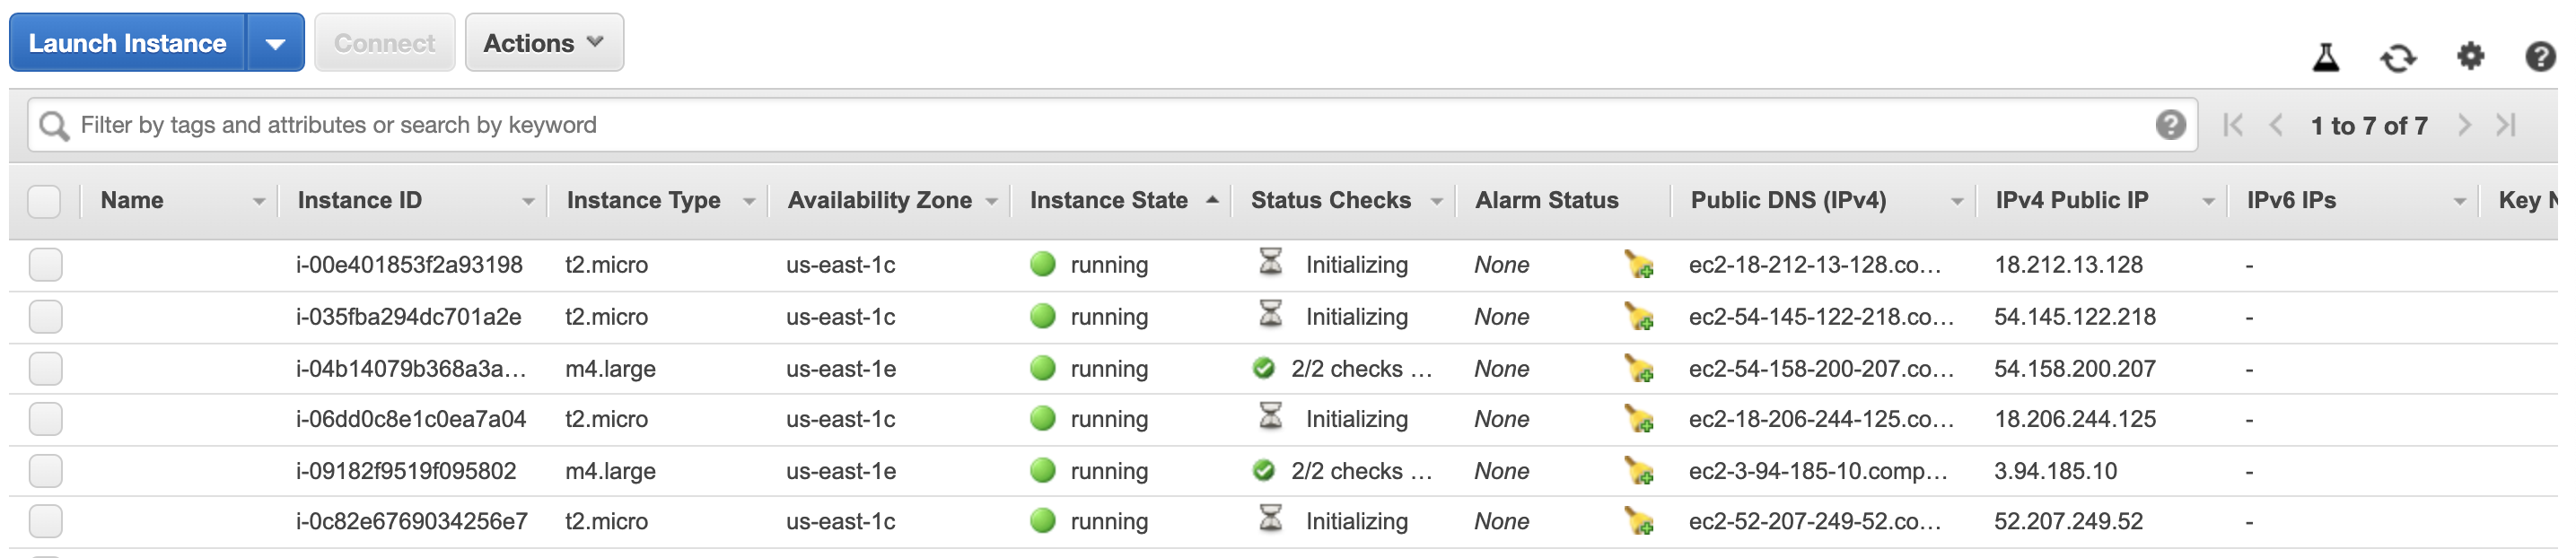 Launch Instance Connect Actions
Filter by tags and attributes or search by keyword 1 to 7 of 7
Name Instance ID Instance Type Availability Zone Instance State Status Checks Alarm Status Public DNS (IPv4) IPv4 Public IP IPv6 IPs Key N
i-00e401853f2a93198 t2.micro us-east-1c running Initializing None ec2-18-212-13-128.co... 18.212.13.128 -
i-035fba294dc701a2e t2.micro us-east-1c running Initializing None ec2-54-145-122-218.co... 54.145.122.218 -
i-04b14079b368a3a... m4.large us-east-1e running 2/2 checks ... None ec2-54-158-200-207.co... 54.158.200.207 -
i-06dd0c8e1c0ea7a04 t2.micro us-east-1c running Initializing None ec2-18-206-244-125.co... 18.206.244.125 -
i-09182f9519f095802 m4.large us-east-1e running 2/2 checks ... None ec2-3-94-185-10.comp... 3.94.185.10 -
i-0c82e6769034256e7 t2.micro us-east-1c running Initializing None ec2-52-207-249-52.co... 52.207.249.52 -